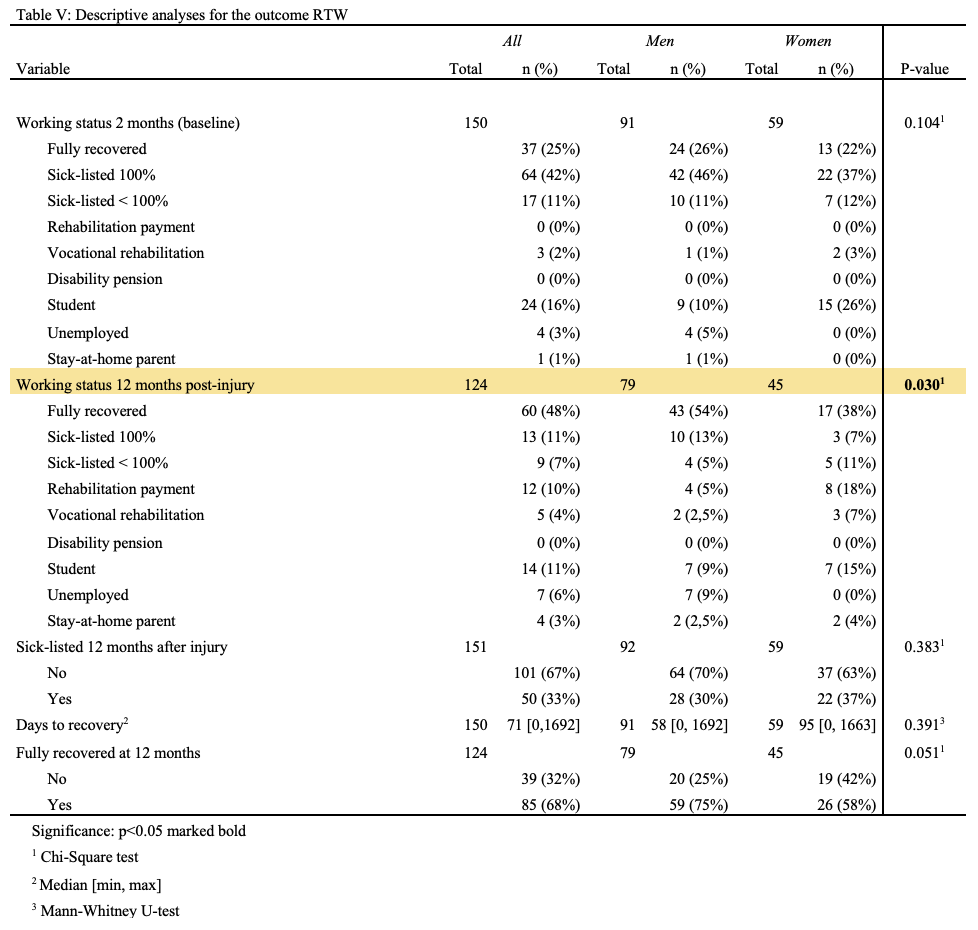 Table V: Descriptive analyses for the outcome RTW
All Men Women
Variable Total n (%) Total n (%) Total n (%) P-value
Working status 2 months (baseline) 150 91 59 0.104¹
Fully recovered 37 (25%) 24 (26%) 13 (22%)
Sick-listed 100% 64 (42%) 42 (46%) 22 (37%)
Sick-listed < 100% 17 (11%) 10 (11%) 7 (12%)
Rehabilitation payment 0 (0%) 0 (0%) 0 (0%)
Vocational rehabilitation 3 (2%) 1 (1%) 2 (3%)
Disability pension 0 (0%) 0 (0%) 0 (0%)
Student 24 (16%) 9 (10%) 15 (26%)
Unemployed 4 (3%) 4 (5%) 0 (0%)
Stay-at-home parent 1 (1%) 1 (1%) 0 (0%)
Working status 12 months post-injury 124 79 45 0.030¹
Fully recovered 60 (48%) 43 (54%) 17 (38%)
Sick-listed 100% 13 (11%) 10 (13%) 3 (7%)
Sick-listed < 100% 9 (7%) 4 (5%) 5 (11%)
Rehabilitation payment 12 (10%) 4 (5%) 8 (18%)
Vocational rehabilitation 5 (4%) 2 (2,5%) 3 (7%)
Disability pension 0 (0%) 0 (0%) 0 (0%)
Student 14 (11%) 7 (9%) 7 (15%)
Unemployed 7 (6%) 7 (9%) 0 (0%)
Stay-at-home parent 4 (3%) 2 (2,5%) 2 (4%)
Sick-listed 12 months after injury 151 92 59 0.383¹
No 101 (67%) 64 (70%) 37 (63%)
Yes 50 (33%) 28 (30%) 22 (37%)
Days to recovery² 150 71 [0,1692] 91 58 [0, 1692] 59 95 [0, 1663] 0.391³
Fully recovered at 12 months 124 79 45 0.051¹
No 39 (32%) 20 (25%) 19 (42%)
Yes 85 (68%) 59 (75%) 26 (58%)
Significance: p<0.05 marked bold
¹ Chi-Square test
² Median [min, max]
³ Mann-Whitney U-test